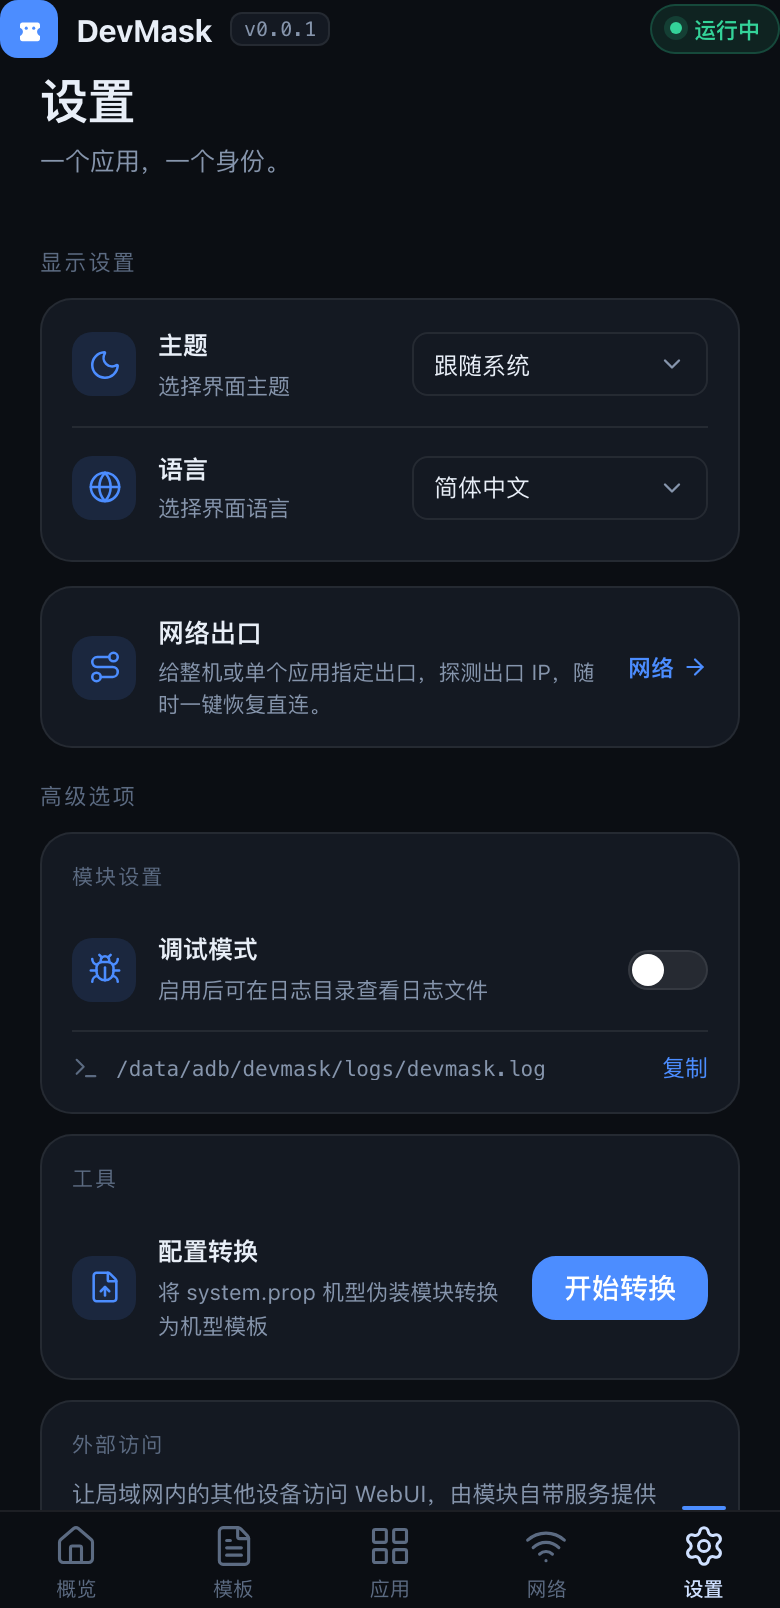 DevMask v0.0.1 运行中
设置
一个应用，一个身份。
显示设置
主题
选择界面主题
跟随系统
语言
选择界面语言
简体中文
网络出口
给整机或单个应用指定出口，探测出口 IP，随
时一键恢复直连。
网络
高级选项
模块设置
调试模式
启用后可在日志目录查看日志文件
/data/adb/devmask/logs/devmask.log 复制
工具
配置转换
将 system.prop 机型伪装模块转换
为机型模板
开始转换
外部访问
让局域网内的其他设备访问 WebUI，由模块自带服务提供
概览 模板 应用 网络 设置